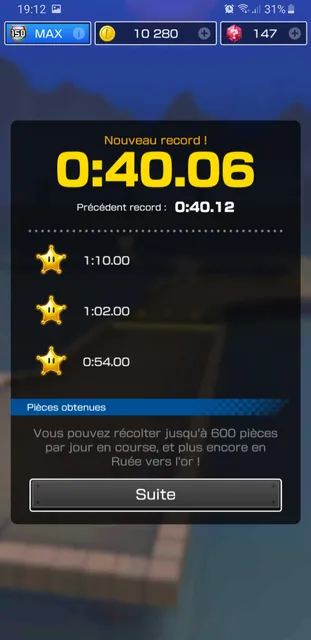 19:12 31%
150 MAX i 10 280 + 147 +
Nouveau record !
0:40.06
Précédent record : 0:40.12
1:10.00
1:02.00
0:54.00
Pièces obtenues
Vous pouvez récolter jusqu'à 600 pièces
par jour en course, et plus encore en
Ruée vers l'or !
Suite